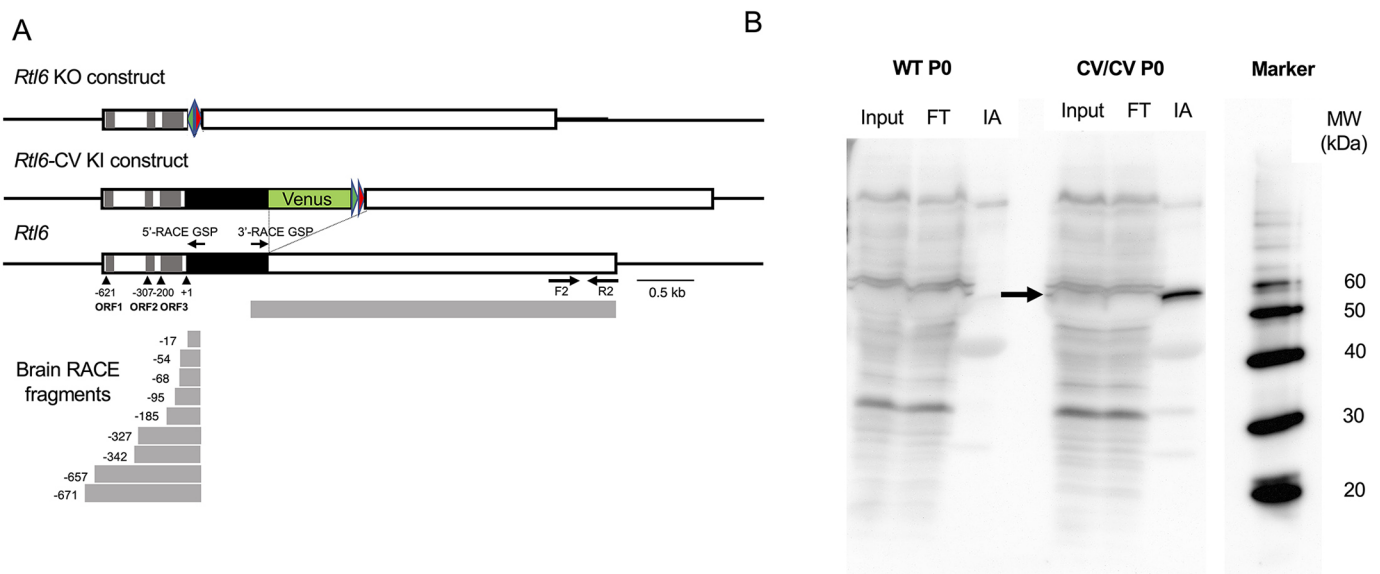 A
Rtl6 KO construct
Rtl6-CV KI construct
Venus
Rtl6
5'-RACE GSP
3'-RACE GSP
-621
-307
-200
+1
ORF1
ORF2
ORF3
F2
R2
0.5 kb
Brain RACE
fragments
-17
-54
-68
-95
-185
-327
-342
-657
-671
B
WT P0
CV/CV P0
Marker
Input
FT
IA
Input
FT
IA
MW
(kDa)
60
50
40
30
20